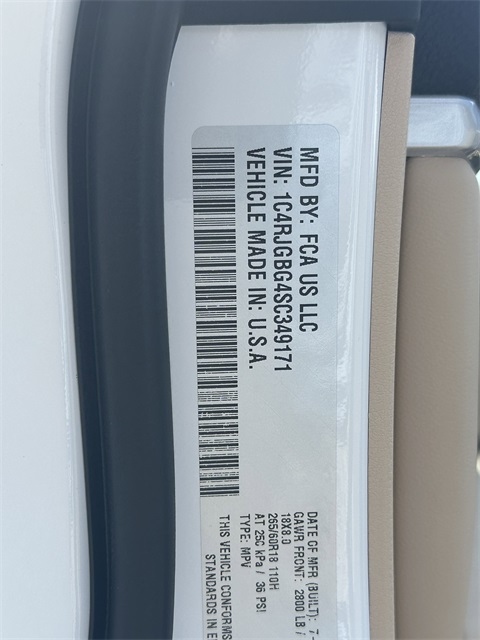 MFD BY: FCA US LLC
VIN: 1C4RJGBG4SC349171
VEHICLE MADE IN: U.S.A.
DATE OF MFR (BUILT): 7-
GAWR FRONT: 2800 LB /
18X8.0
265/60R18 110H
AT 250 kPa / 36 PSI
TYPE: MPV
THIS VEHICLE CONFORMS
STANDARDS IN E